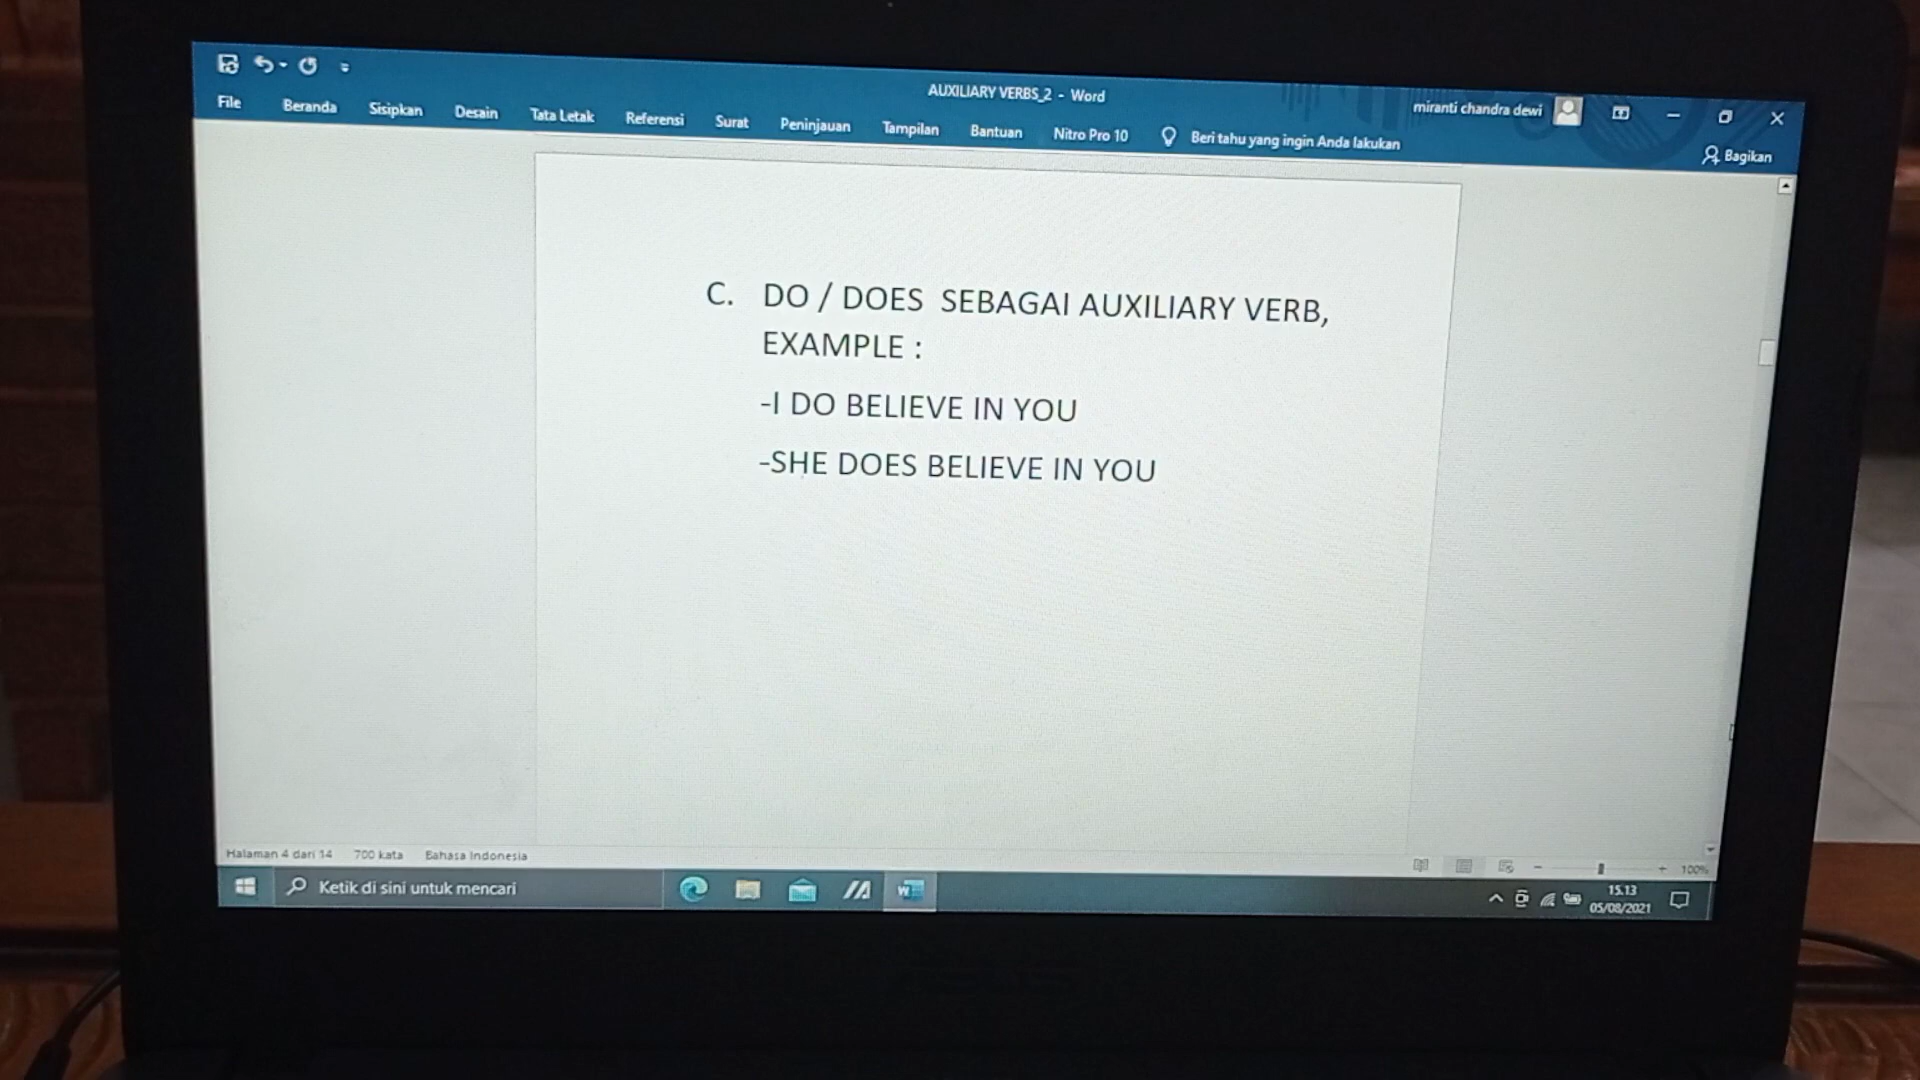 AUXILIARY VERBS_2 - Word
miranti chandra dewi
File Beranda Sisipkan Desain Tata Letak Referensi Surat Peninjauan Tampilan Bantuan Nitro Pro 10 Beri tahu yang ingin Anda lakukan
Bagikan
C. DO / DOES SEBAGAI AUXILIARY VERB,
EXAMPLE :
-I DO BELIEVE IN YOU
-SHE DOES BELIEVE IN YOU
Halaman 4 dari 14 700 kata Bahasa Indonesia
100%
Ketik di sini untuk mencari
15.13
05/08/2021